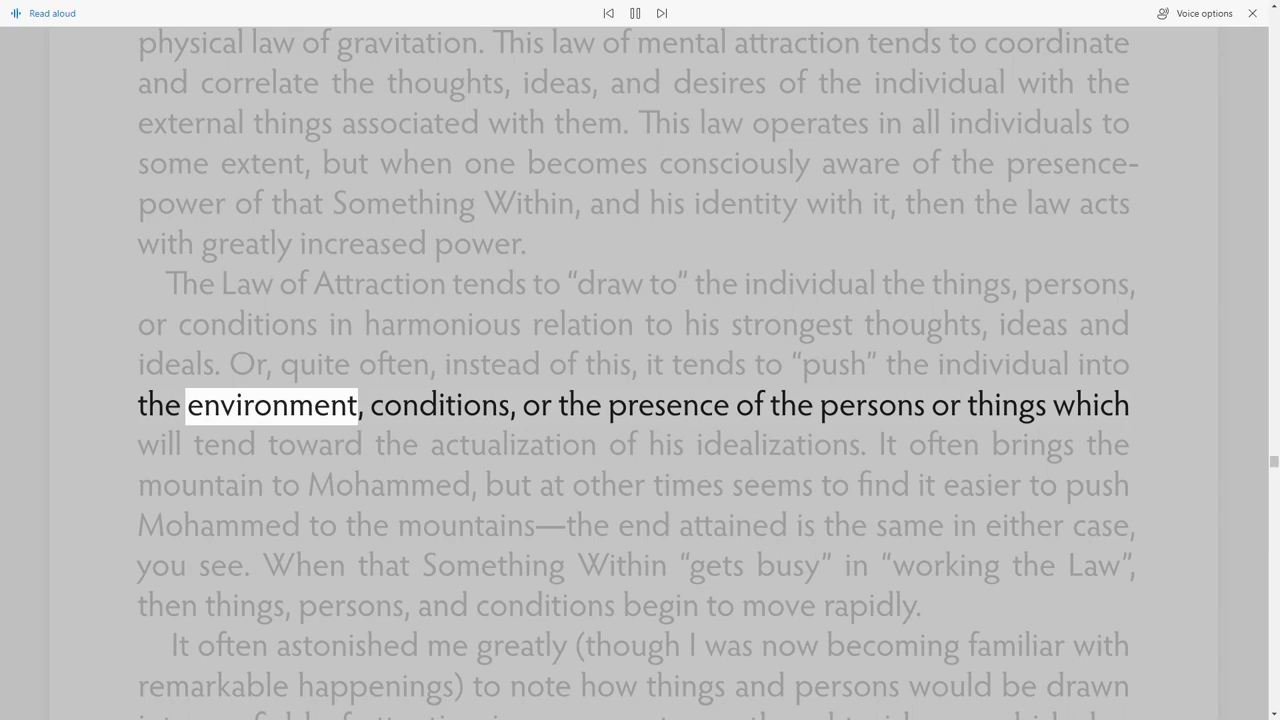 Read aloud
Voice options
physical law of gravitation. This law of mental attraction tends to coordinate
and correlate the thoughts, ideas, and desires of the individual with the
external things associated with them. This law operates in all individuals to
some extent, but when one becomes consciously aware of the presence-
power of that Something Within, and his identity with it, then the law acts
with greatly increased power.
The Law of Attraction tends to “draw to” the individual the things, persons,
or conditions in harmonious relation to his strongest thoughts, ideas and
ideals. Or, quite often, instead of this, it tends to “push” the individual into
the environment, conditions, or the presence of the persons or things which
will tend toward the actualization of his idealizations. It often brings the
mountain to Mohammed, but at other times seems to find it easier to push
Mohammed to the mountains—the end attained is the same in either case,
you see. When that Something Within “gets busy” in “working the Law”,
then things, persons, and conditions begin to move rapidly.
It often astonished me greatly (though I was now becoming familiar with
remarkable happenings) to note how things and persons would be drawn